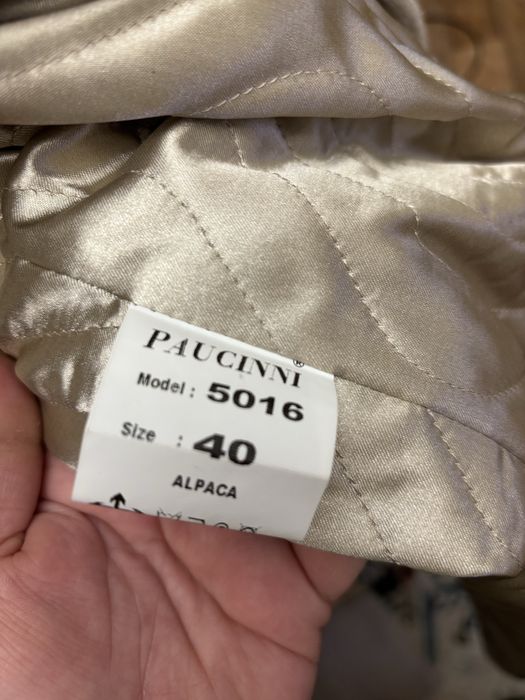 PAUCINNI®
Model : 5016
Size : 40
ALPACA